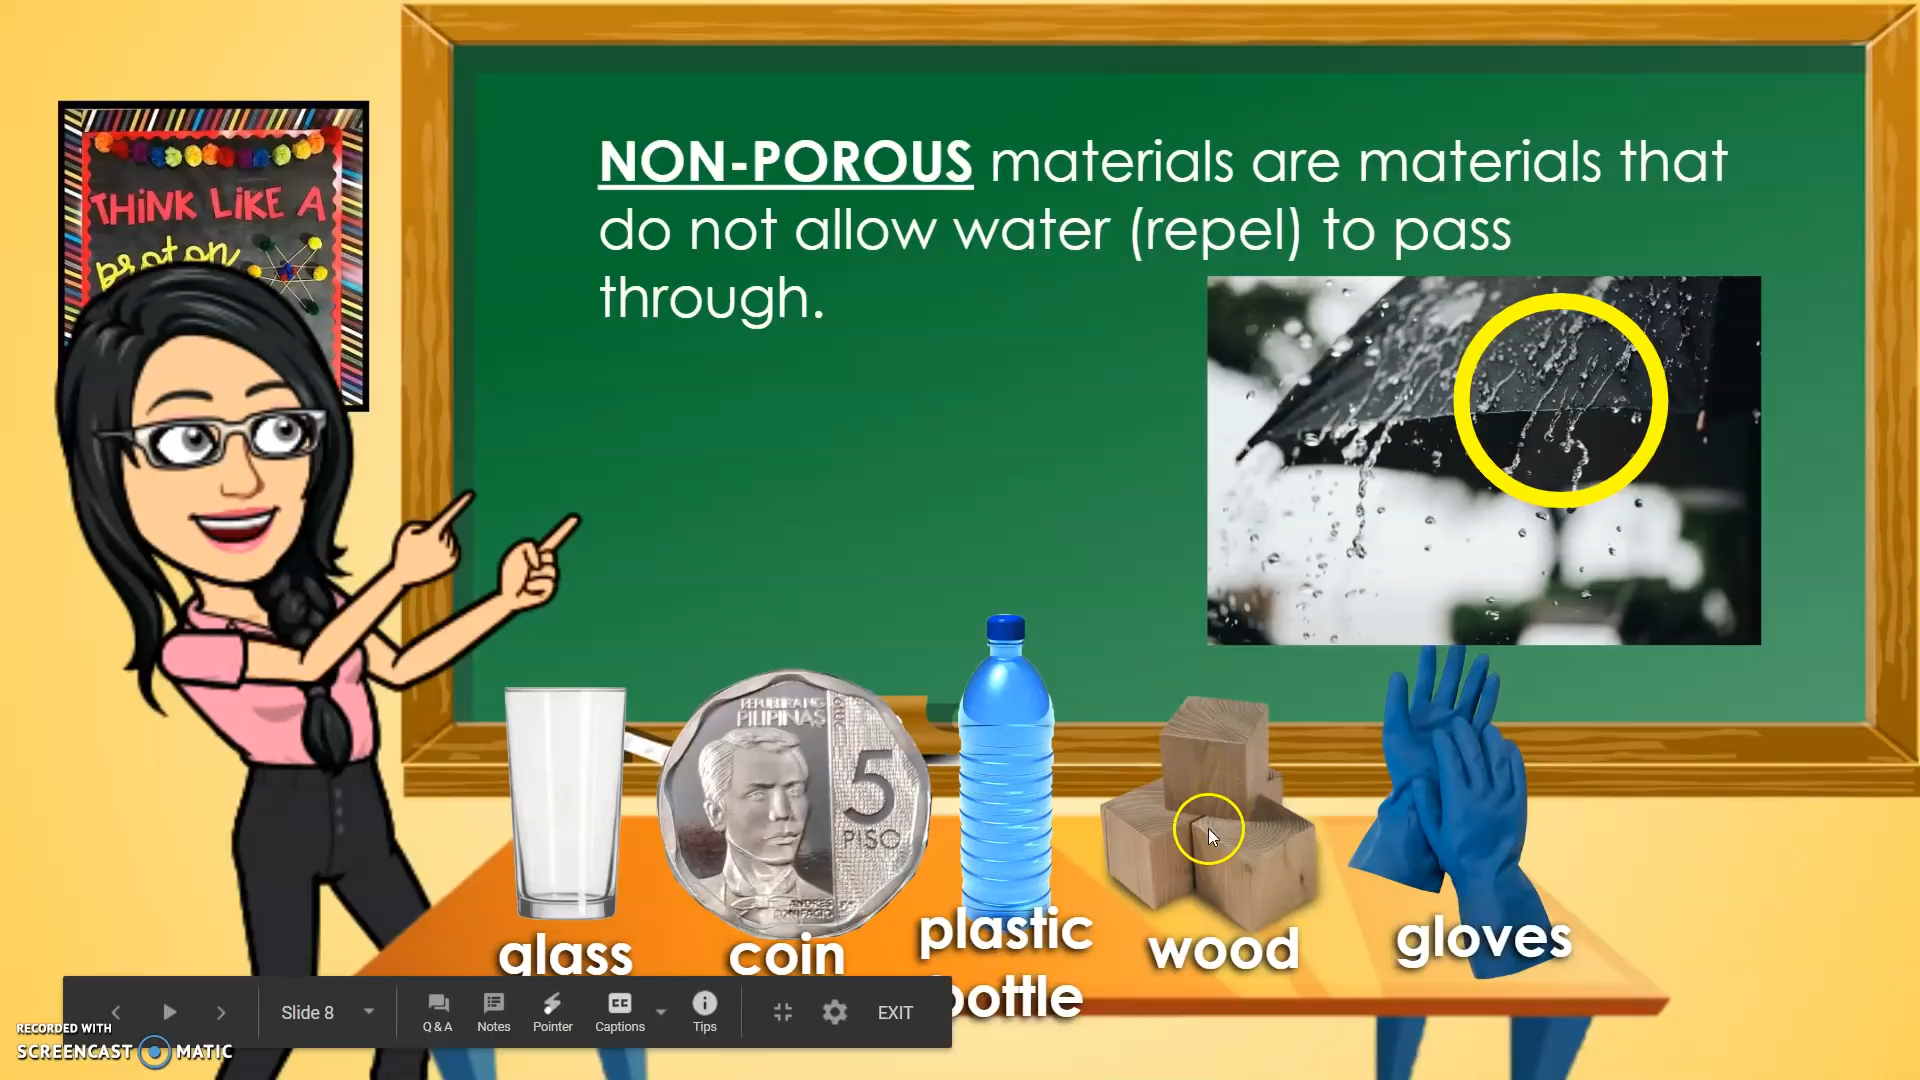 THiNK LiKE A
proton
NON-POROUS materials are materials that
do not allow water (repel) to pass
through.
REPUBLIKA NG
PILIPINAS
5
PISO
ANDRES
BONIFACIO
glass
coin
plastic
bottle
wood
gloves
Slide 8
Q & A
Notes
Pointer
Captions
Tips
EXIT
RECORDED WITH
SCREENCAST MATIC